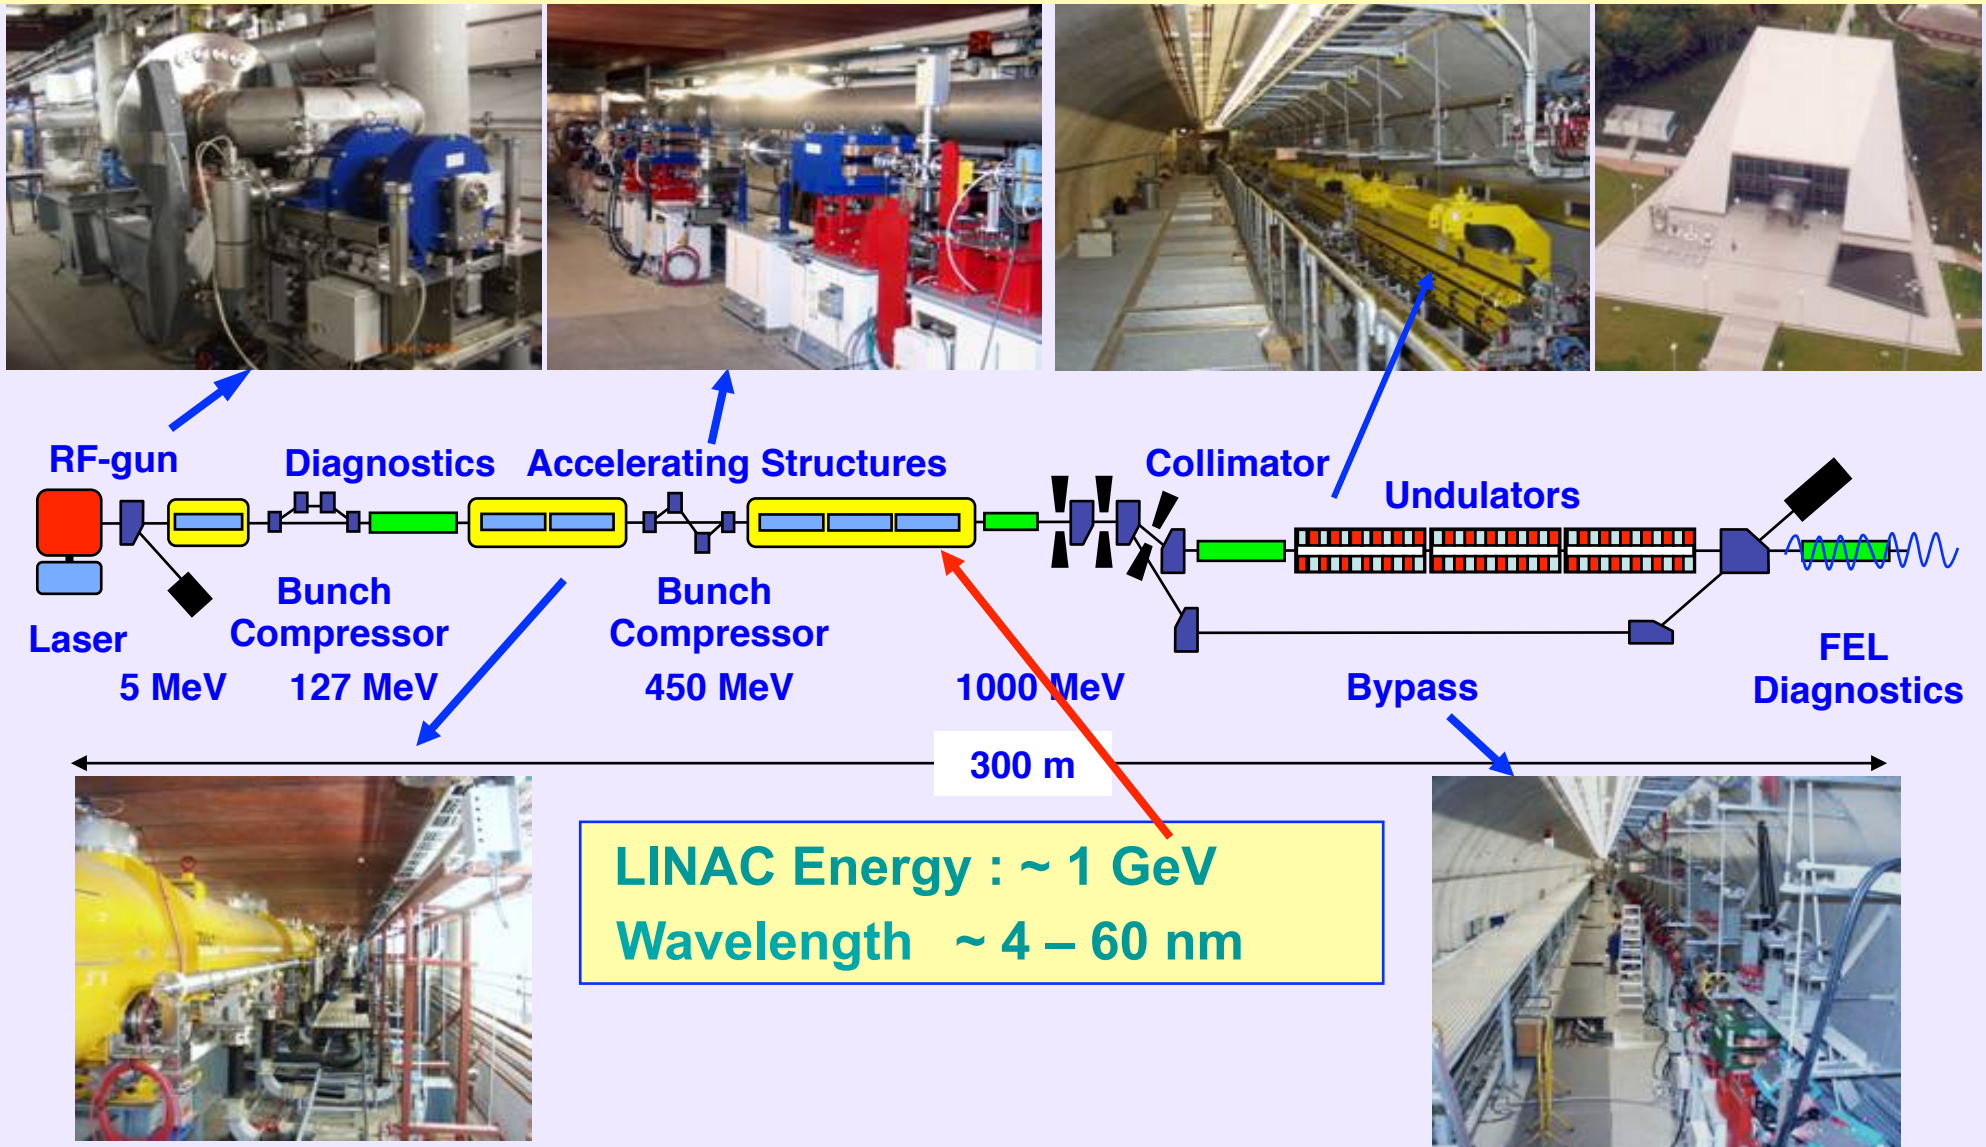 RF-gun
Diagnostics
Accelerating Structures
Collimator
Undulators
Laser
Bunch
Compressor
Bunch
Compressor
5 MeV
127 MeV
450 MeV
1000 MeV
Bypass
FEL
Diagnostics
300 m
LINAC Energy : ~ 1 GeV
Wavelength ~ 4 – 60 nm